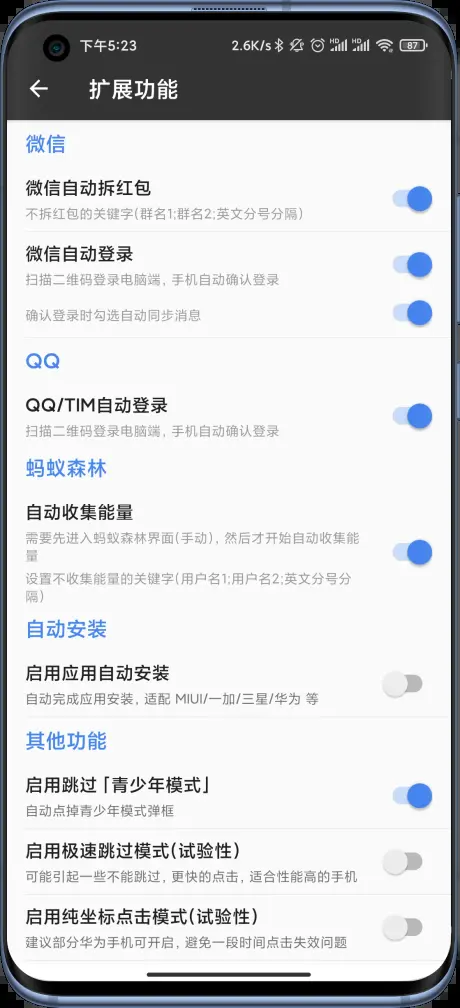 下午5:23
2.6K/s HD HD 87
扩展功能
微信
微信自动拆红包
不拆红包的关键字(群名1;群名2;英文分号分隔)
微信自动登录
扫描二维码登录电脑端, 手机自动确认登录
确认登录时勾选自动同步消息
QQ
QQ/TIM自动登录
扫描二维码登录电脑端, 手机自动确认登录
蚂蚁森林
自动收集能量
需要先进入蚂蚁森林界面(手动), 然后才开始自动收集能
量
设置不收集能量的关键字(用户名1;用户名2;英文分号分
隔)
自动安装
启用应用自动安装
自动完成应用安装, 适配 MIUI/一加/三星/华为 等
其他功能
启用跳过「青少年模式」
自动点掉青少年模式弹框
启用极速跳过模式(试验性)
可能引起一些不能跳过, 更快的点击, 适合性能高的手机
启用纯坐标点击模式(试验性)
建议部分华为手机可开启, 避免一段时间点击失效问题